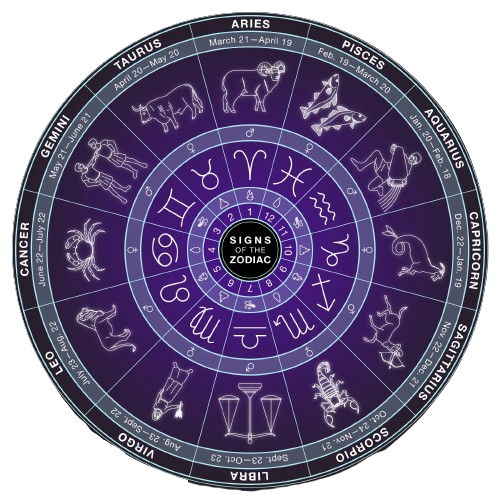 ARIES
March 21–April 19
PISCES
Feb. 19–March 20
AQUARIUS
Jan. 20–Feb. 18
CAPRICORN
Dec. 22–Jan. 19
SAGITTARIUS
Nov. 22–Dec. 21
SCORPIO
Oct. 24–Nov. 21
LIBRA
Sept. 23–Oct. 23
VIRGO
Aug. 23–Sept. 22
LEO
July 23–Aug. 22
CANCER
June 22–July 22
GEMINI
May 21–June 21
TAURUS
April 20–May 20
1
12
11
10
9
8
7
6
5
4
3
2
SIGNS
OF THE
ZODIAC